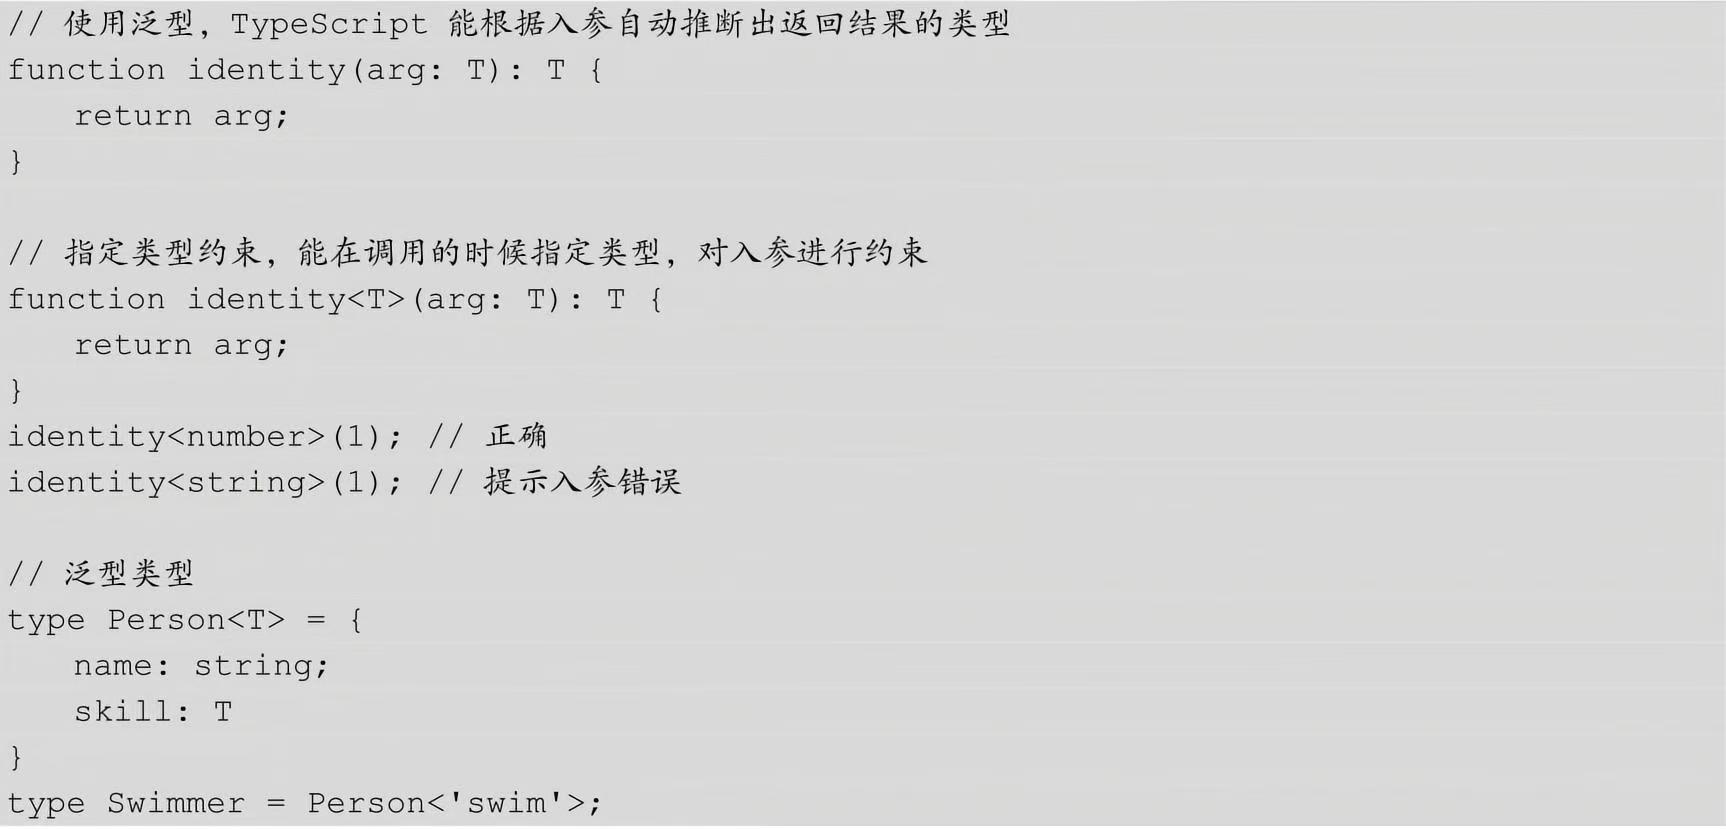 // 使用泛型，TypeScript 能根据入参自动推断出返回结果的类型
function identity(arg: T): T {
    return arg;
}

// 指定类型约束，能在调用的时候指定类型，对入参进行约束
function identity<T>(arg: T): T {
    return arg;
}
identity<number>(1); // 正确
identity<string>(1); // 提示入参错误

// 泛型类型
type Person<T> = {
    name: string;
    skill: T
}
type Swimmer = Person<'swim'>;